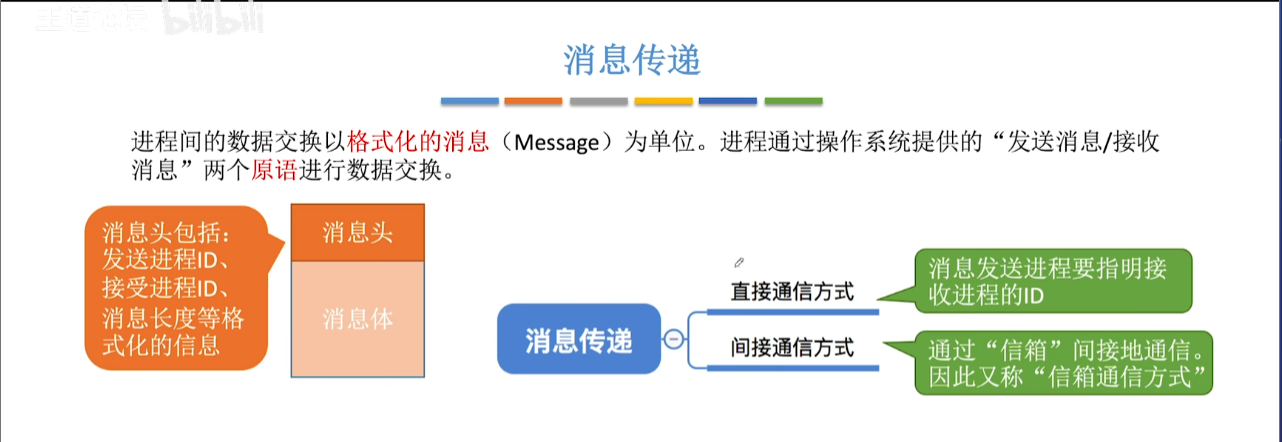 王道论坛 bilibili
消息传递
进程间的数据交换以格式化的消息（Message）为单位。进程通过操作系统提供的“发送消息/接收
消息”两个原语进行数据交换。
消息头包括：
发送进程ID、
接受进程ID、
消息长度等格
式化的信息
消息头
消息体
消息传递
直接通信方式
消息发送进程要指明接
收进程的ID
间接通信方式
通过“信箱”间接地通信。
因此又称“信箱通信方式”